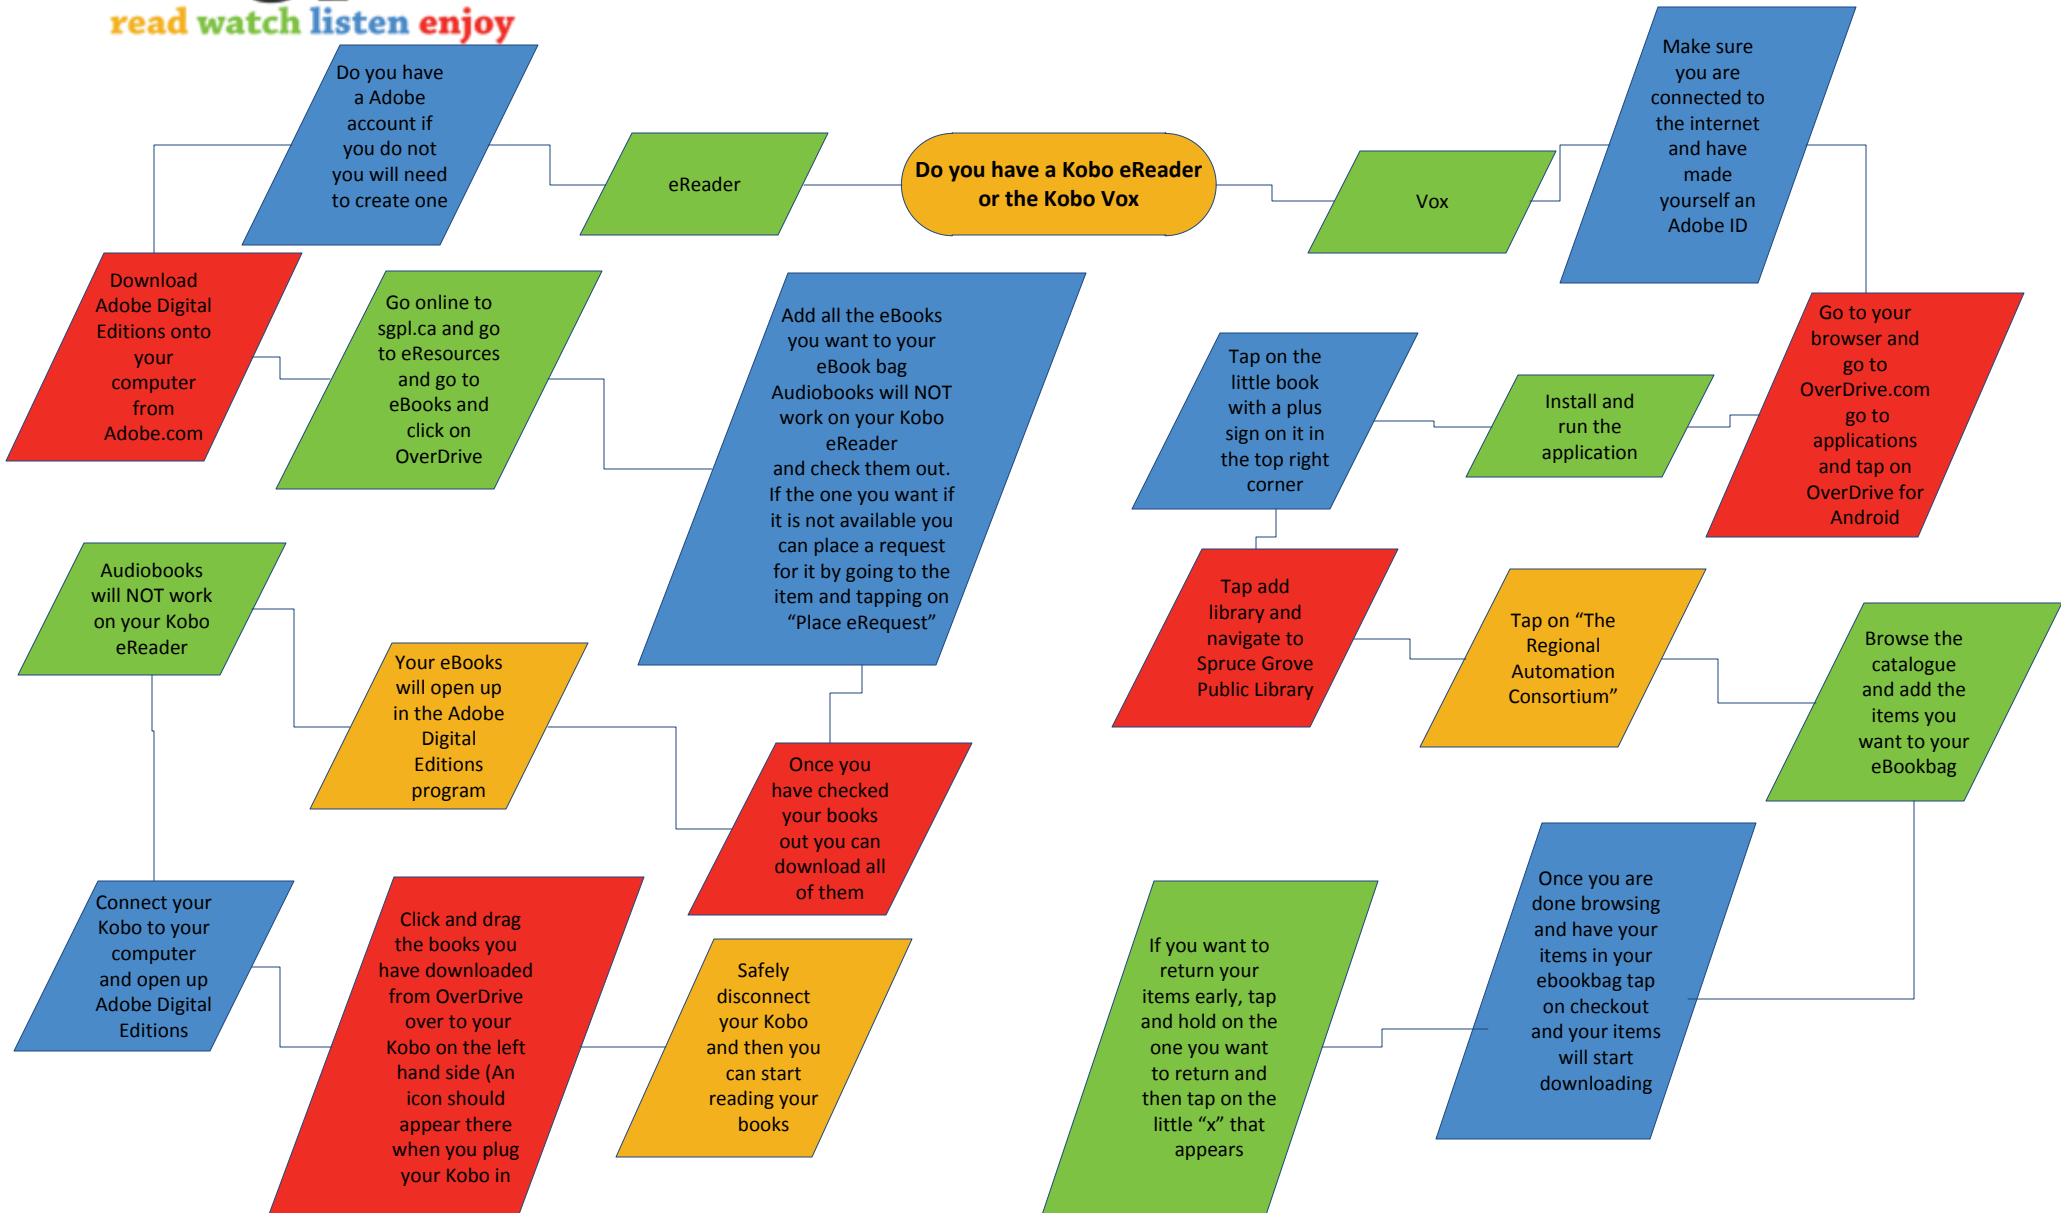 read watch listen enjoy
Do you have a Kobo eReader
or the Kobo Vox
eReader
Do you have
a Adobe
account if
you do not
you will need
to create one
Download
Adobe Digital
Editions onto
your
computer
from
Adobe.com
Go online to
sgpl.ca and go
to eResources
and go to
eBooks and
click on
OverDrive
Add all the eBooks
you want to your
eBook bag
Audiobooks will NOT
work on your Kobo
eReader
and check them out.
If the one you want if
it is not available you
can place a request
for it by going to the
item and tapping on
“Place eRequest”
Once you
have checked
your books
out you can
download all
of them
Your eBooks
will open up
in the Adobe
Digital
Editions
program
Audiobooks
will NOT work
on your Kobo
eReader
Connect your
Kobo to your
computer
and open up
Adobe Digital
Editions
Click and drag
the books you
have downloaded
from OverDrive
over to your
Kobo on the left
hand side (An
icon should
appear there
when you plug
your Kobo in
Safely
disconnect
your Kobo
and then you
can start
reading your
books
Vox
Make sure
you are
connected to
the internet
and have
made
yourself an
Adobe ID
Go to your
browser and
go to
OverDrive.com
go to
applications
and tap on
OverDrive for
Android
Install and
run the
application
Tap on the
little book
with a plus
sign on it in
the top right
corner
Tap add
library and
navigate to
Spruce Grove
Public Library
Tap on “The
Regional
Automation
Consortium”
Browse the
catalogue
and add the
items you
want to your
eBookbag
Once you are
done browsing
and have your
items in your
ebookbag tap
on checkout
and your items
will start
downloading
If you want to
return your
items early, tap
and hold on the
one you want
to return and
then tap on the
little “x” that
appears